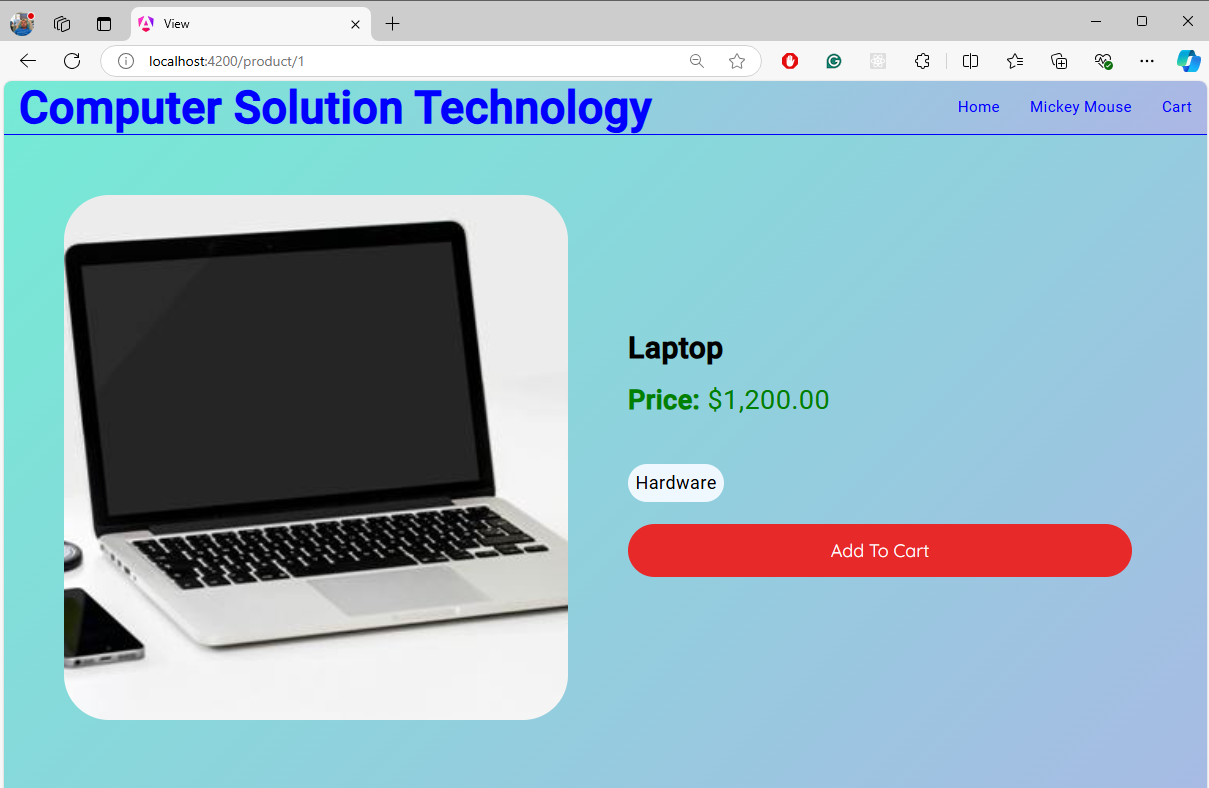 View
localhost:4200/product/1
Computer Solution Technology
Home Mickey Mouse Cart
Laptop
Price: $1,200.00
Hardware
Add To Cart